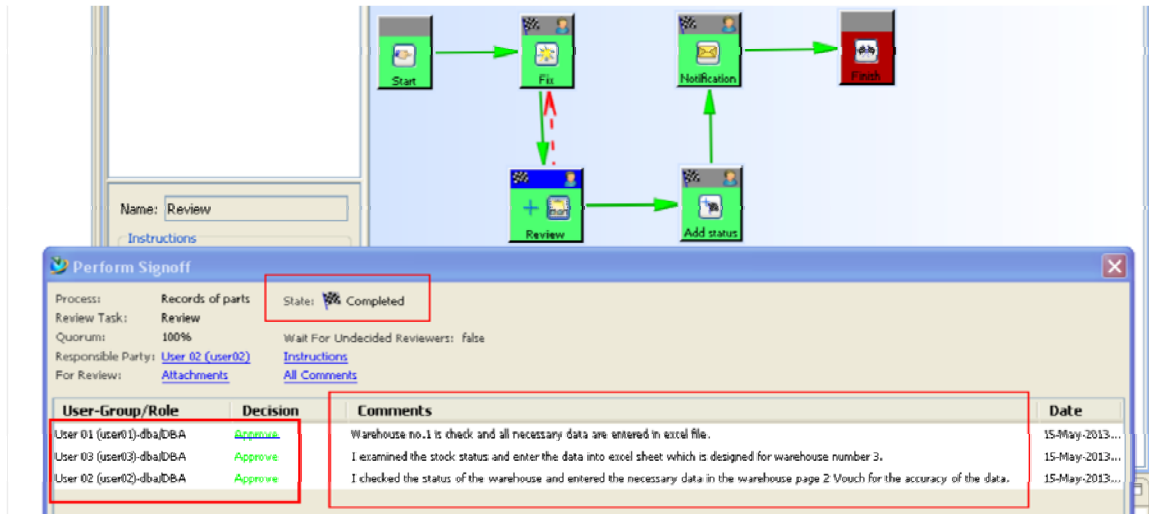 Start
Fix
Notification
Finish
Review
Add status
Name: Review
Instructions
Perform Signoff
Process: Records of parts State: Completed
Review Task: Review
Quorum: 100% Wait For Undecided Reviewers: false
Responsible Party: User 02 (user02) Instructions
For Review: Attachments All Comments
User-Group/Role Decision Comments Date
User 01 (user01)-dba/DBA Approve Warehouse no.1 is check and all necessary data are entered in excel file. 15-May-2013...
User 03 (user03)-dba/DBA Approve I examined the stock status and enter the data into excel sheet which is designed for warehouse number 3. 15-May-2013...
User 02 (user02)-dba/DBA Approve I checked the status of the warehouse and entered the necessary data in the warehouse page 2 Vouch for the accuracy of the data. 15-May-2013...